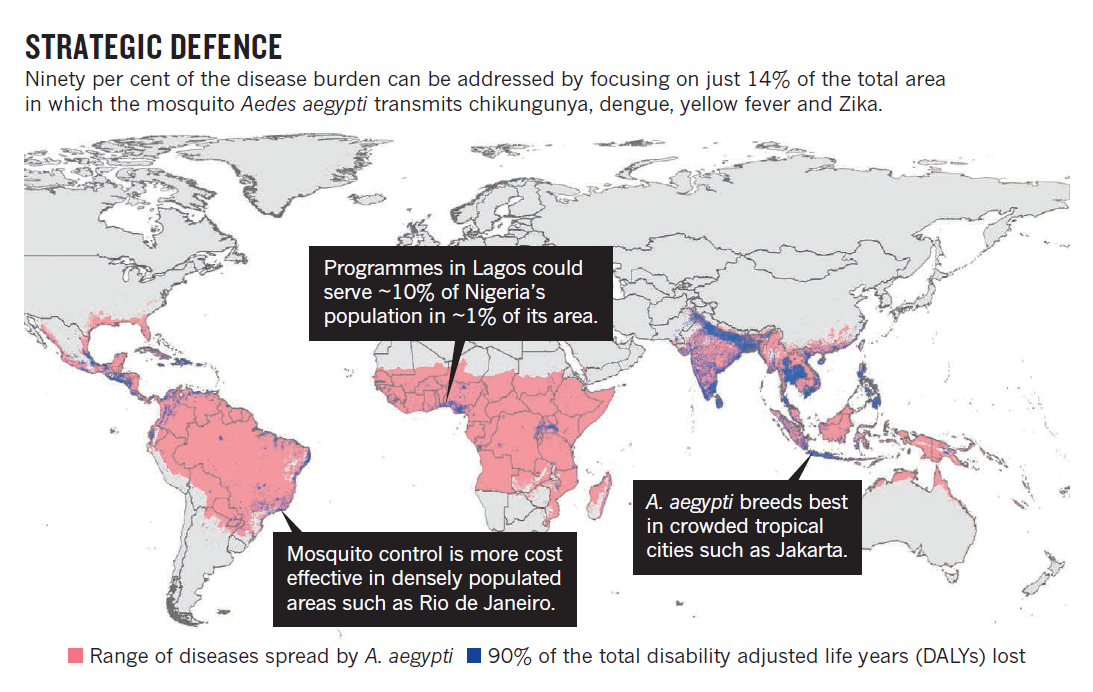 STRATEGIC DEFENCE
Ninety per cent of the disease burden can be addressed by focusing on just 14% of the total area
in which the mosquito Aedes aegypti transmits chikungunya, dengue, yellow fever and Zika.
Programmes in Lagos could
serve ~10% of Nigeria’s
population in ~1% of its area.
A. aegypti breeds best
in crowded tropical
cities such as Jakarta.
Mosquito control is more cost
effective in densely populated
areas such as Rio de Janeiro.
Range of diseases spread by A. aegypti
90% of the total disability adjusted life years (DALYs) lost